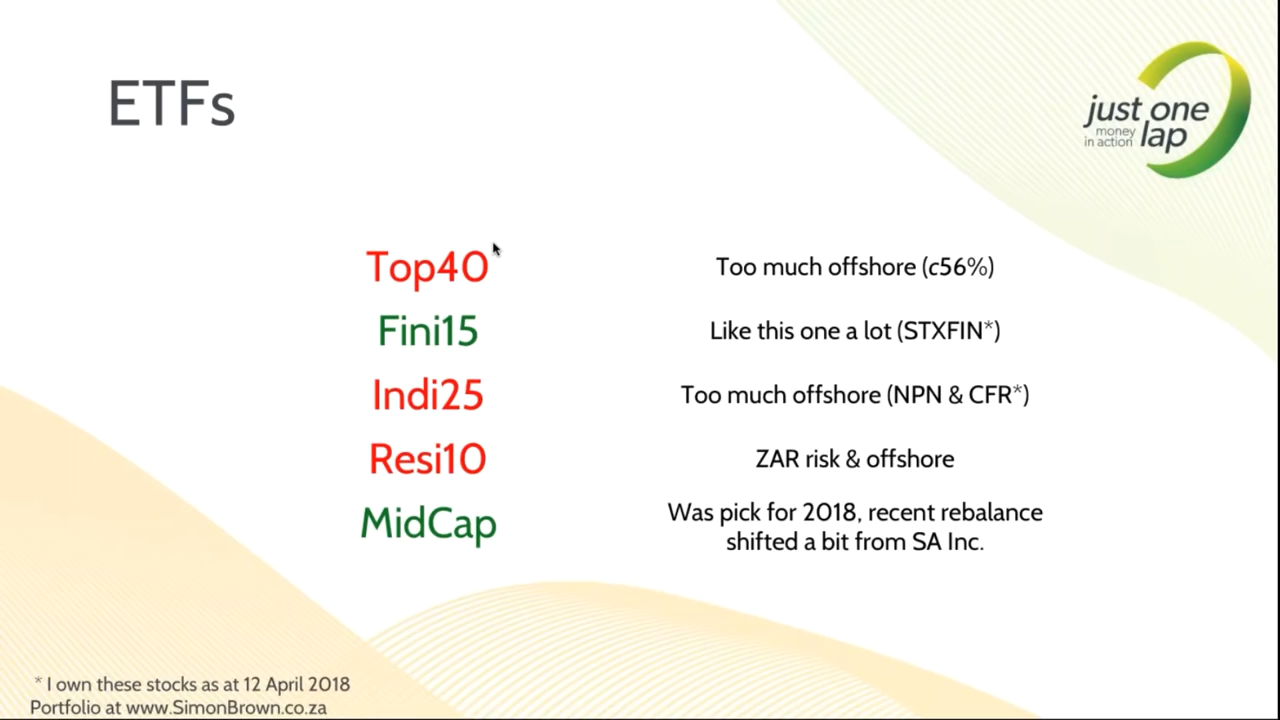 ETFs
just one
money
in action lap
Top40
Too much offshore (c56%)
Fini15
Like this one a lot (STXFIN*)
Indi25
Too much offshore (NPN & CFR*)
Resi10
ZAR risk & offshore
MidCap
Was pick for 2018, recent rebalance
shifted a bit from SA Inc.
* I own these stocks as at 12 April 2018
Portfolio at www.SimonBrown.co.za